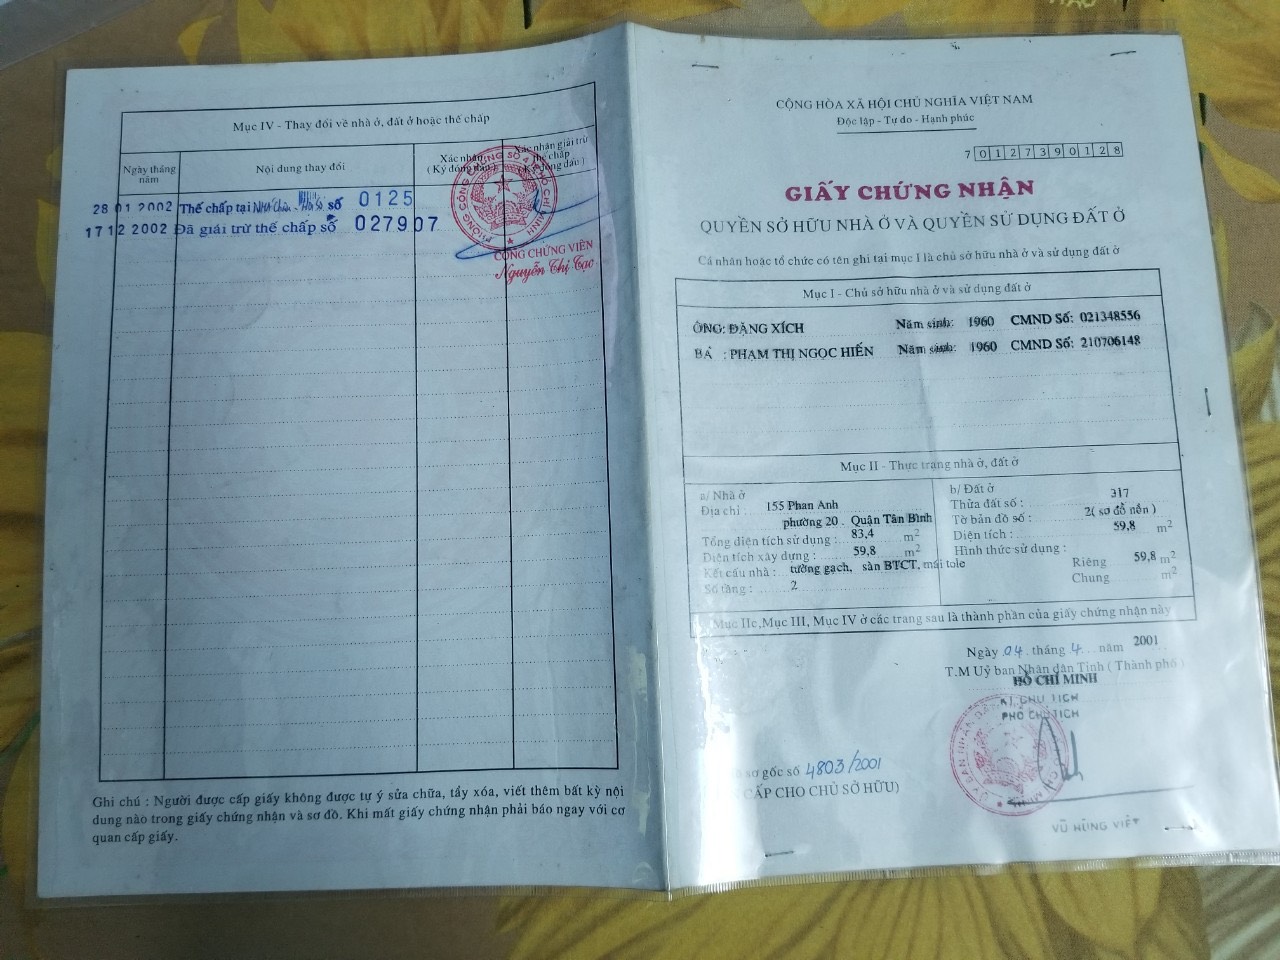 Mục IV - Thay đổi về nhà ở, đất ở hoặc thế chấp
Ngày tháng năm
Nội dung thay đổi
Xác nhận
( Ký đóng dấu )
Xác nhận giải trừ
thế chấp
( Ký đóng dấu )
28 01 2002 Thế chấp tại số 0125
17 12 2002 Đã giải trừ thế chấp số 027907
PHÒNG CÔNG CHỨNG SỐ 4 CHÍ MINH
CÔNG CHỨNG VIÊN
Nguyễn Thị Tạc
Ghi chú : Người được cấp giấy không được tự ý sửa chữa, tẩy xóa, viết thêm bất kỳ nội
dung nào trong giấy chứng nhận và sơ đồ. Khi mất giấy chứng nhận phải báo ngay với cơ
quan cấp giấy.
CỘNG HÒA XÃ HỘI CHỦ NGHĨA VIỆT NAM
Độc lập - Tự do - Hạnh phúc
7 0 1 2 7 3 9 0 1 2 8
GIẤY CHỨNG NHẬN
QUYỀN SỞ HỮU NHÀ Ở VÀ QUYỀN SỬ DỤNG ĐẤT Ở
Cá nhân hoặc tổ chức có tên ghi tại mục I là chủ sở hữu nhà ở và sử dụng đất ở
Mục I - Chủ sở hữu nhà ở và sử dụng đất ở
ÔNG: ĐẶNG XÍCH Năm sinh: 1960 CMND Số: 021348556
BÀ : PHẠM THỊ NGỌC HIẾN Năm sinh: 1960 CMND Số: 210706148
Mục II - Thực trạng nhà ở, đất ở
a/ Nhà ở
Địa chỉ : 155 Phan Anh
phường 20 . Quận Tân Bình
Tổng diện tích sử dụng : 83,4 m²
Diện tích xây dựng : 59,8 m²
Kết cấu nhà : tường gạch, sàn BTCT, mái tole
Số tầng : 2
b/ Đất ở
Thửa đất số : 317
Tờ bản đồ số : 2( sơ đồ nền )
Diện tích : 59,8 m²
Hình thức sử dụng :
Riêng 59,8 m²
Chung m²
Mục IIc,Mục III, Mục IV ở các trang sau là thành phần của giấy chứng nhận này
Ngày 04 tháng 4 năm 2001
T.M Uỷ ban Nhân dân Tỉnh ( Thành phố )
HỒ CHÍ MINH
KT CHỦ TỊCH
PHÓ CHỦ TỊCH
sơ gốc số 4803/2001
CẤP CHO CHỦ SỞ HỮU)
VŨ HÙNG VIỆT